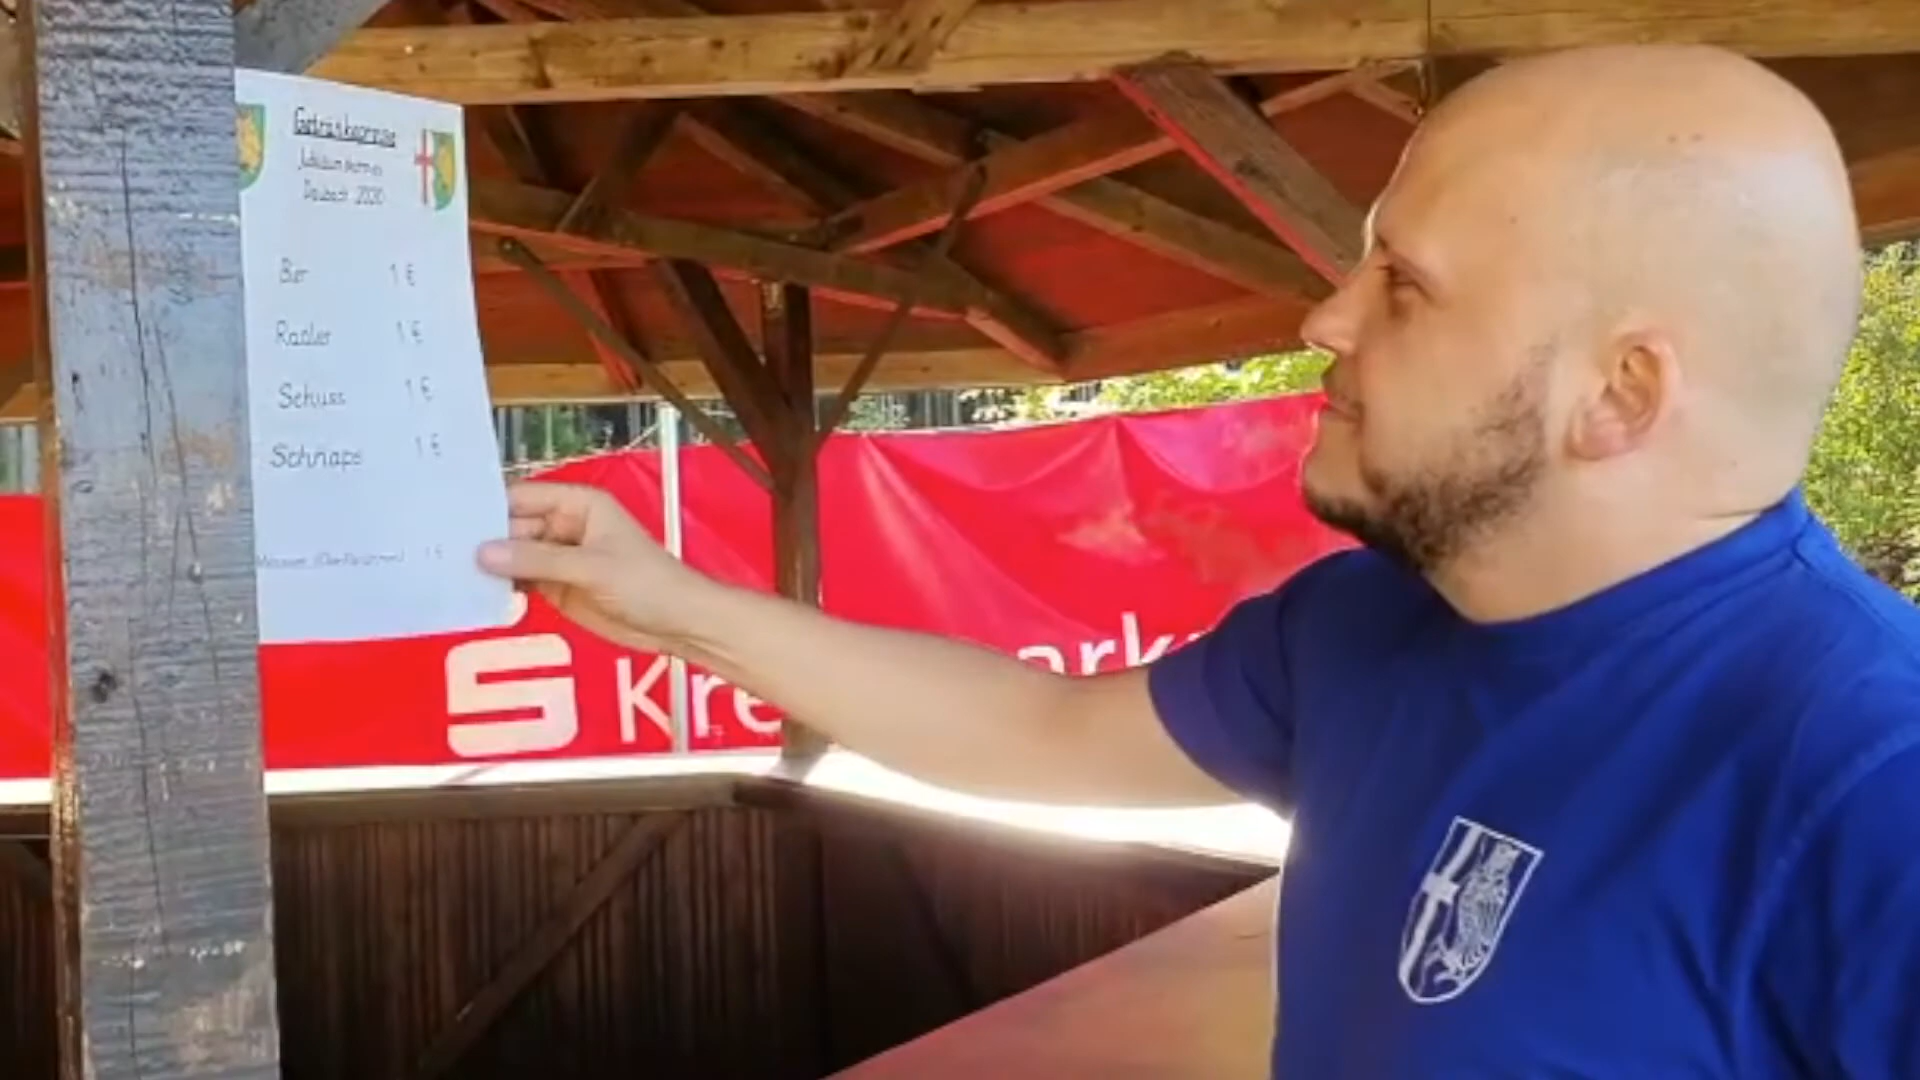 Getränkepreise
Jubiläumskirmes
Daubach 2020
Bier 1 €
Radler 1 €
Schuss 1 €
Schnaps 1 €
1 €
S Kre
ark